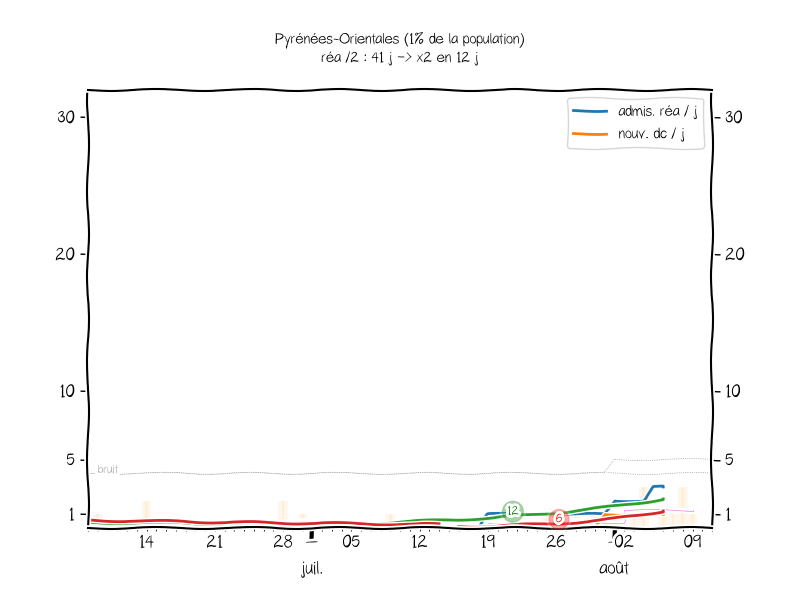 Pyrénées-Orientales (1% de la population)
réa /2 : 41 j -> x2 en 12 j
admis. réa / j
nouv. dc / j
30 30
20 20
10 10
5 5
bruit
1 1
12
6
14 21 28 05 12 19 26 02 09
juil. août